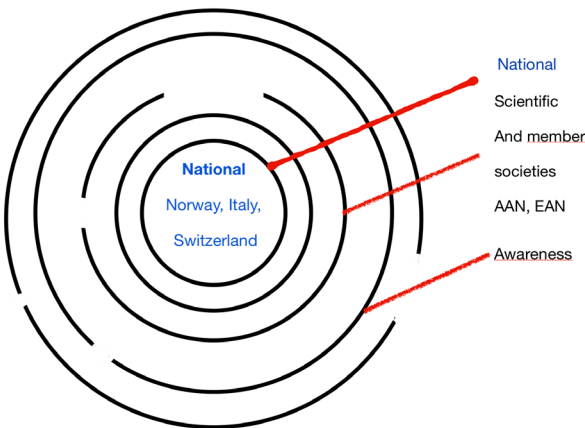 National
Norway, Italy,
Switzerland
National
Scientific
And member
societies
AAN, EAN
Awareness